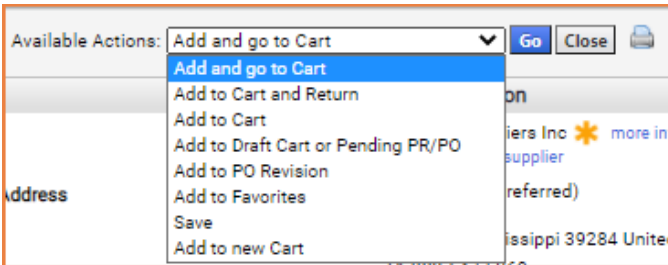 Available Actions: Add and go to Cart Go Close
Add and go to Cart
Add to Cart and Return
Add to Cart
Add to Draft Cart or Pending PR/PO
Add to PO Revision
Add to Favorites
Save
Add to new Cart
on
iers Inc more in
supplier
Address
referred)
issippi 39284 Unite